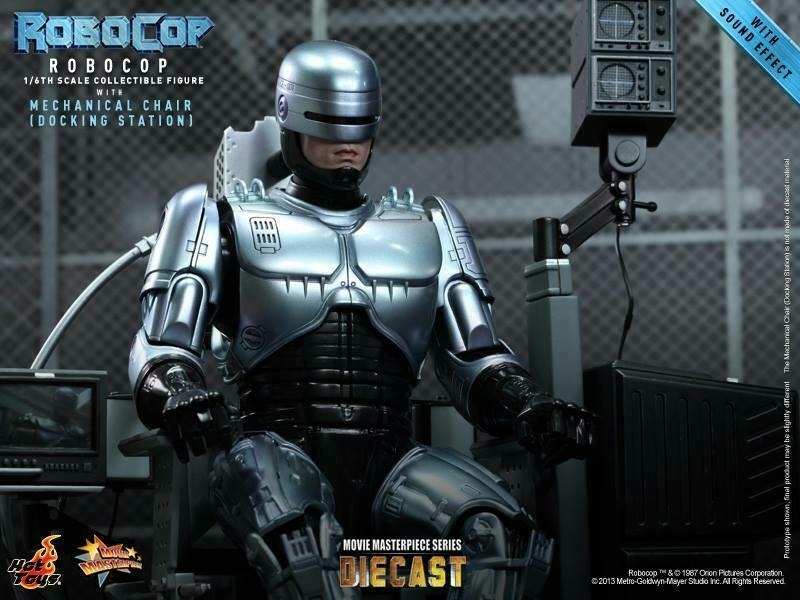 ROBOCOP
ROBOCOP
1/6TH SCALE COLLECTIBLE FIGURE
WITH
MECHANICAL CHAIR
(DOCKING STATION)
WITH
SOUND EFFECT
Prototype shown, final product may be slightly different   The Mechanical Chair (Docking Station) is not made of diecast material
Hot
Toys.
Movie
Masterpiece
MOVIE MASTERPIECE SERIES
DIECAST
Robocop ™ & © 1987 Orion Pictures Corporation.
© 2013 Metro-Goldwyn-Mayer Studio Inc. All Rights Reserved.